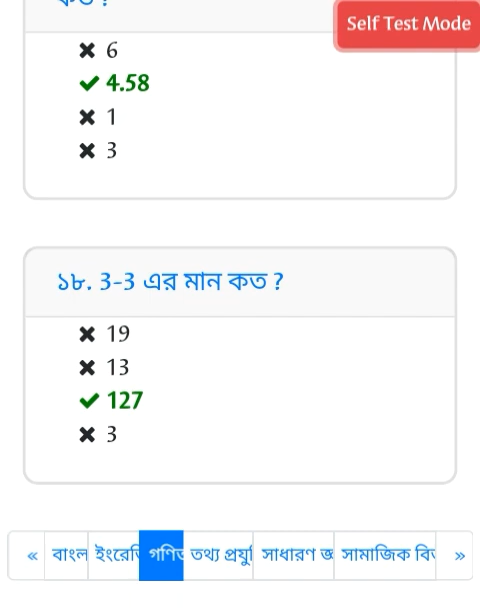 Self Test Mode
✖ 6
✔ 4.58
✖ 1
✖ 3
১৮. 3-3 এর মান কত ?
✖ 19
✖ 13
✔ 127
✖ 3
« বাংল ইংরেজি গণিত তথ্য প্রযু সাধারণ জ্ঞ সামাজিক বি »